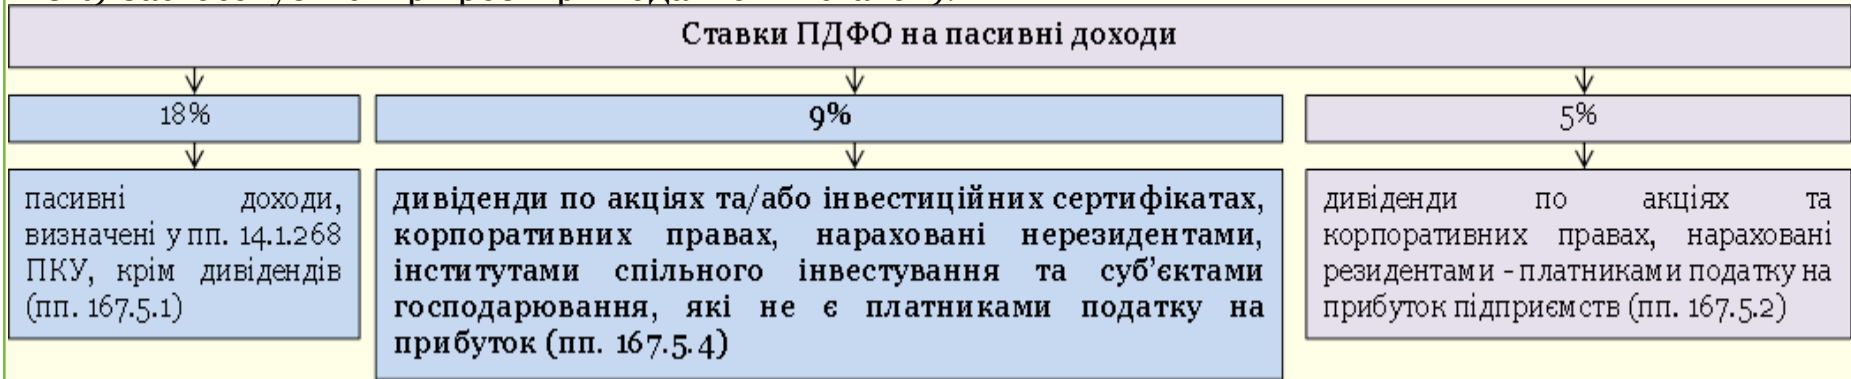 Ставки ПДФО на пасивні доходи
18%
9%
5%
пасивні доходи,
визначені у пп. 14.1.268
ПКУ, крім дивідендів
(пп. 167.5.1)
дивіденди по акціях та/або інвестиційних сертифікатах,
корпоративних правах, нараховані нерезидентами,
інститутами спільного інвестування та суб’єктами
господарювання, які не є платниками податку на
прибуток (пп. 167.5.4)
дивіденди по акціях та
корпоративних правах, нараховані
резидентами - платниками податку на
прибуток підприємств (пп. 167.5.2)